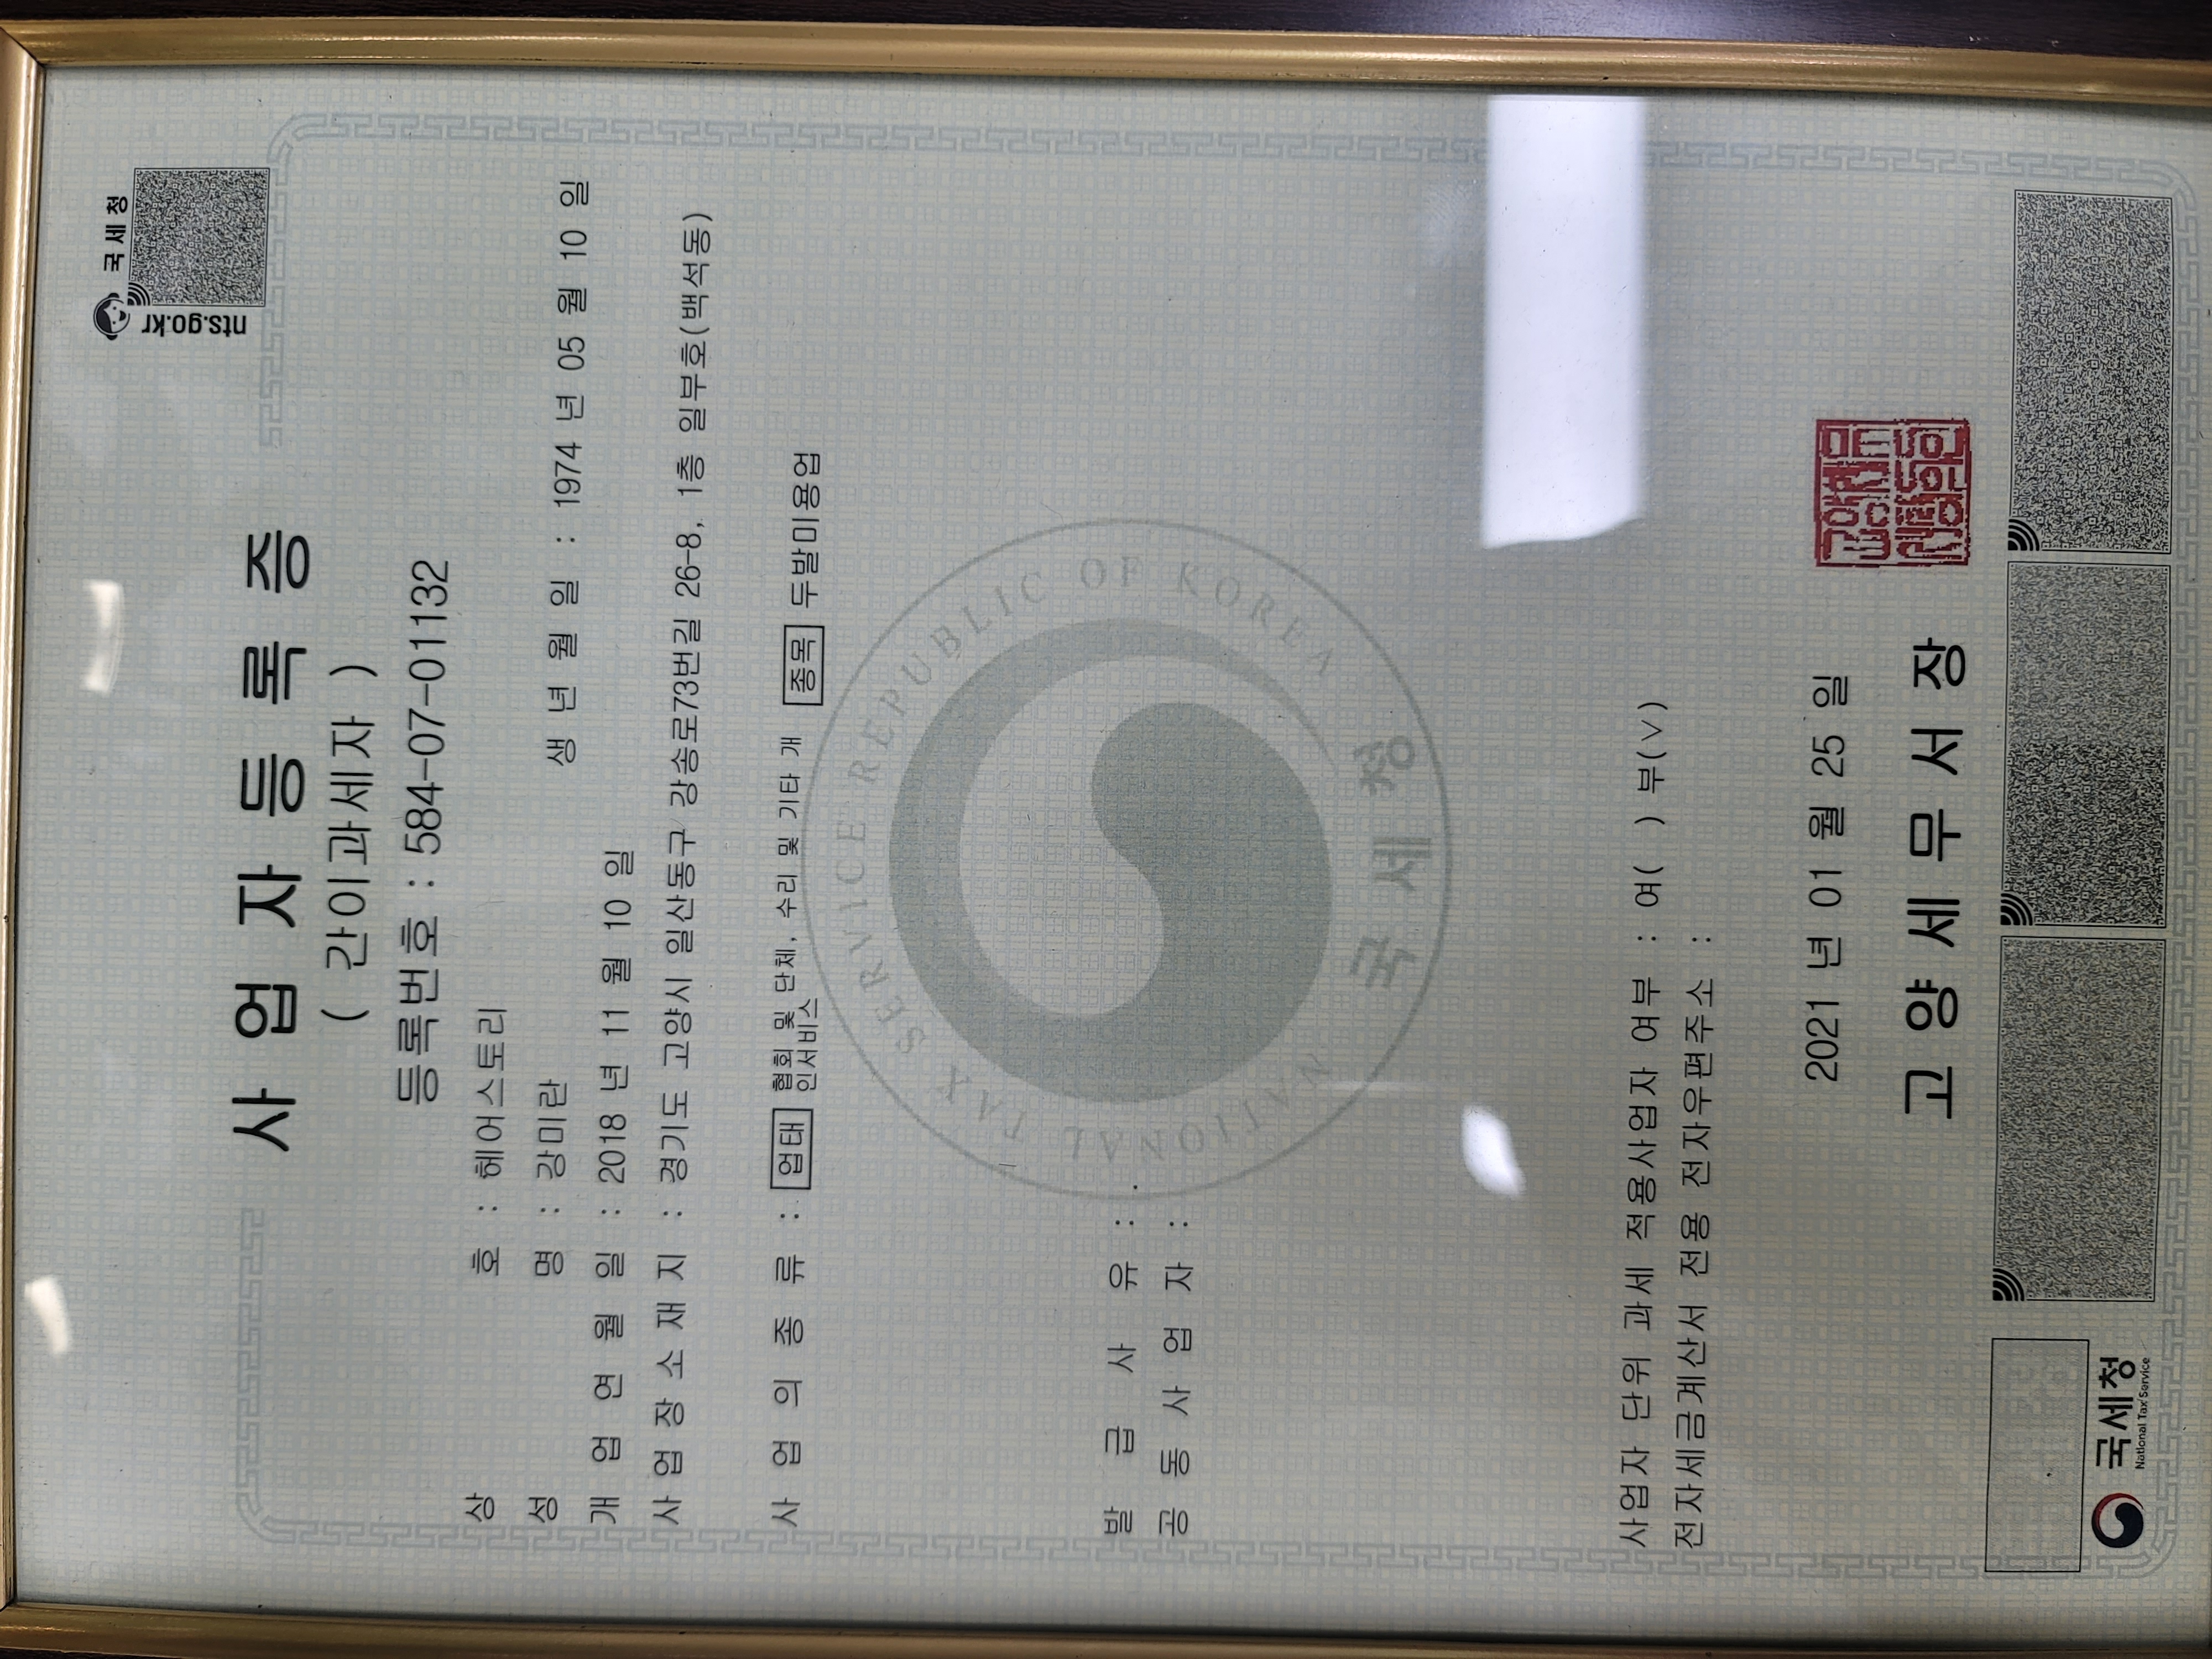 국세청
nts.go.kr
사업자등록증
( 간이과세자 )
등록번호 : 584-07-01132
상 호 : 헤어스토리
성 명 : 강미란 생 년 월 일 : 1974 년 05 월 10 일
개 업 연 월 일 : 2018 년 11 월 10 일
사 업 장 소 재 지 : 경기도 고양시 일산동구 강송로73번길 26-8, 1층 일부호(백석동)
사 업 의 종 류 : 업태 협회 및 단체, 수리 및 기타 개 종목 두발미용업
인서비스
NATIONAL TAX SERVICE REPUBLIC OF KOREA
국세청
발 급 사 유 : .
공 동 사 업 자 :
사업자 단위 과세 적용사업자 여부 : 여( ) 부(∨)
전자세금계산서 전용 전자우편주소 :
2021 년 01 월 25 일
고양세무서장
국세청
National Tax Service